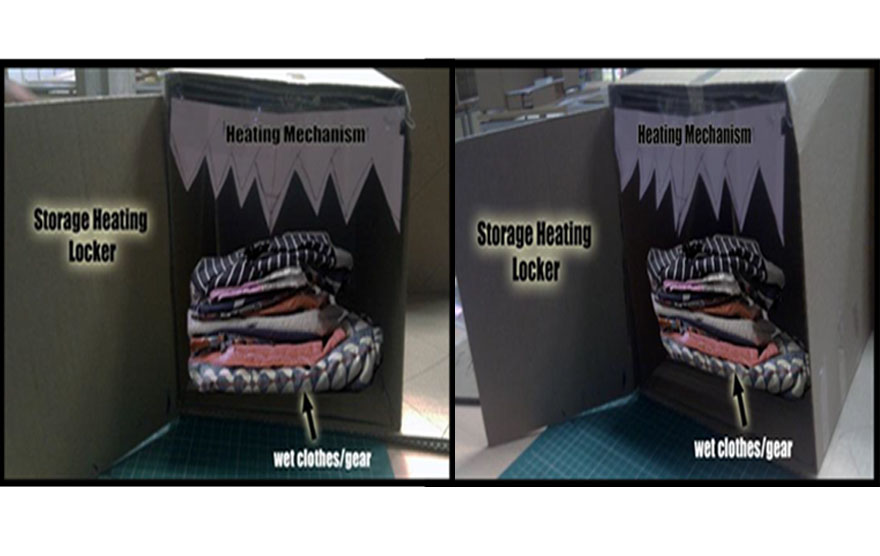 Heating Mechanism
Storage Heating
Locker
wet clothes/gear
Heating Mechanism
Storage Heating
Locker
wet clothes/gear